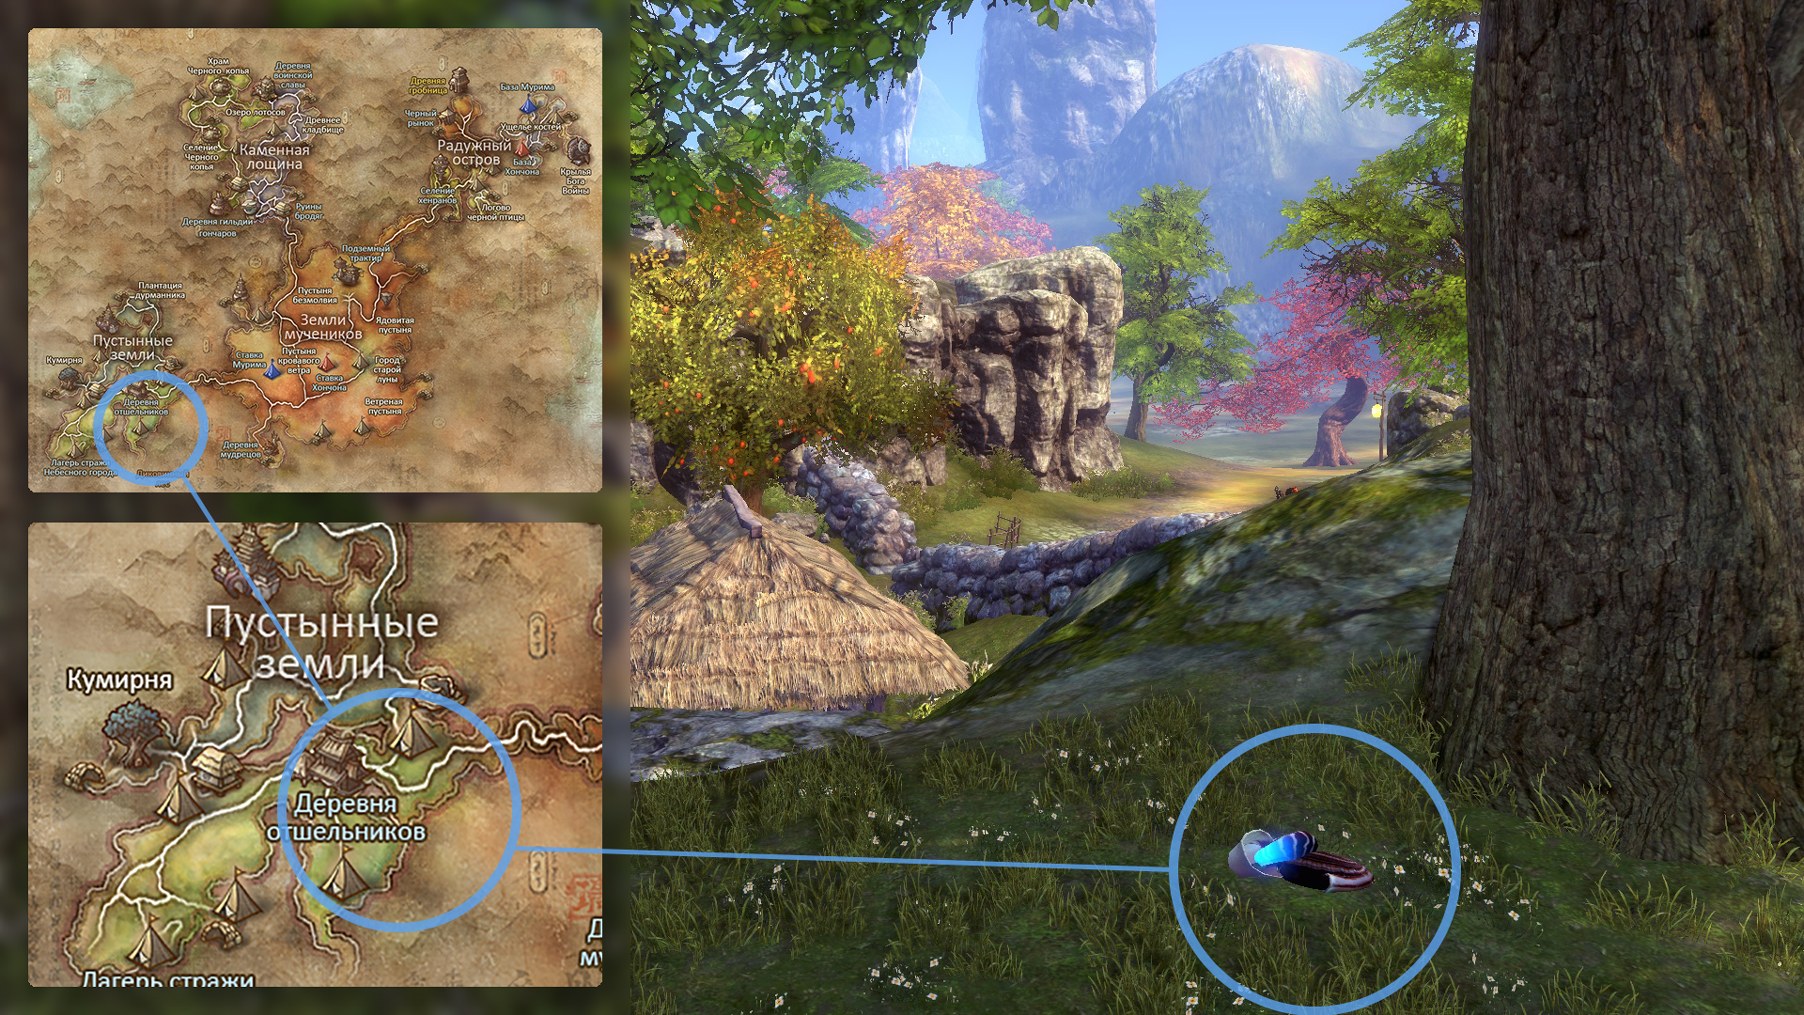 Храм
Черного копья
Деревня
воинской
славы
Озеро лотосов
Древнее
кладбище
Селение
Черного
копья
Каменная
лощина
Деревня гильдии
гончаров
Руины
бродяг
Древняя
гробница
База Мурима
Черный
рынок
Ущелье костей
Радужный
остров
База
Хончона
Крылья
Бога
Войны
Селение
хенранов
Логово
черной птицы
Подземный
трактир
Плантация
дурманника
Пустыня
безмолвия
Земли
мучеников
Ядовитая
пустыня
Пустынные
земли
Кумирня
Ставка
Мурима
Пустыня
кровавого
ветра
Ставка
Хончона
Город
старой
луны
Деревня
отшельников
Ветреная
пустыня
Деревня
мудрецов
Лагерь стражи
Небесного города
Пустынные
земли
Кумирня
Деревня
отшельников
Лагерь стражи